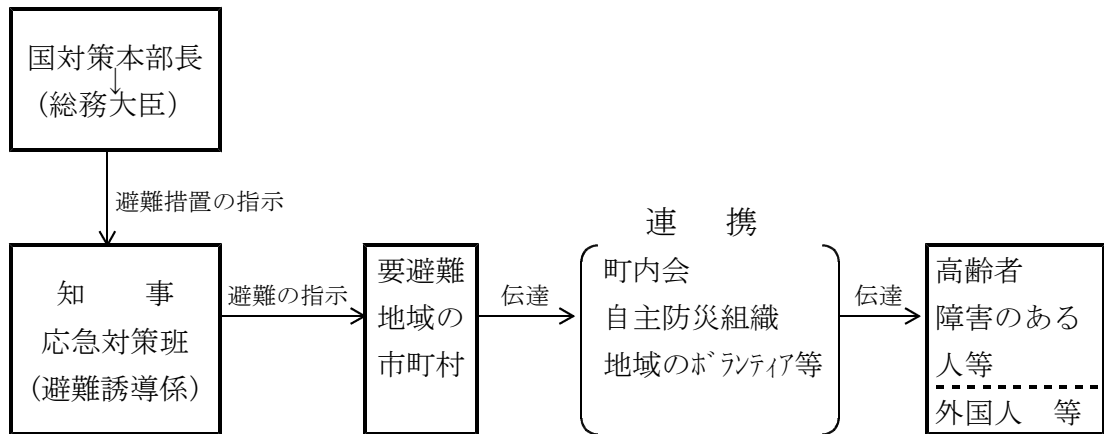 国対策本部長
↓
(総務大臣)
避難措置の指示
知　　事
応急対策班
(避難誘導係)
避難の指示
要避難
地域の
市町村
伝達
連　携
町内会
自主防災組織
地域のﾎﾞﾗﾝﾃｨｱ等
伝達
高齢者
障害のある
人等
外国人　等